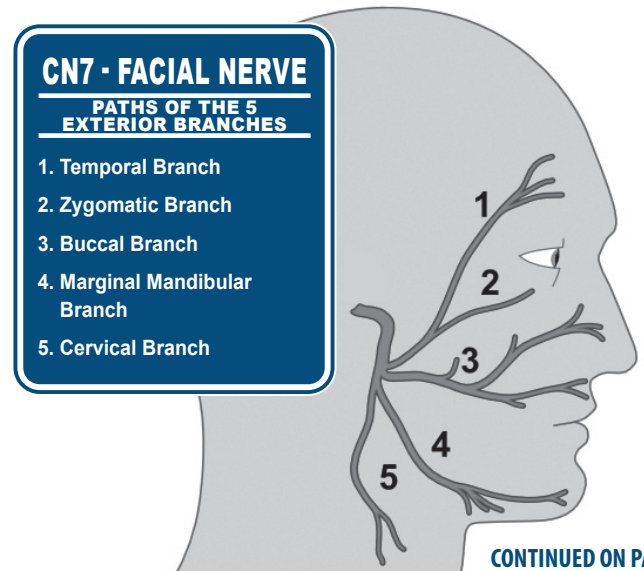 CN7 - FACIAL NERVE
PATHS OF THE 5
EXTERIOR BRANCHES
1. Temporal Branch
2. Zygomatic Branch
3. Buccal Branch
4. Marginal Mandibular
Branch
5. Cervical Branch
1
2
3
4
5
CONTINUED ON